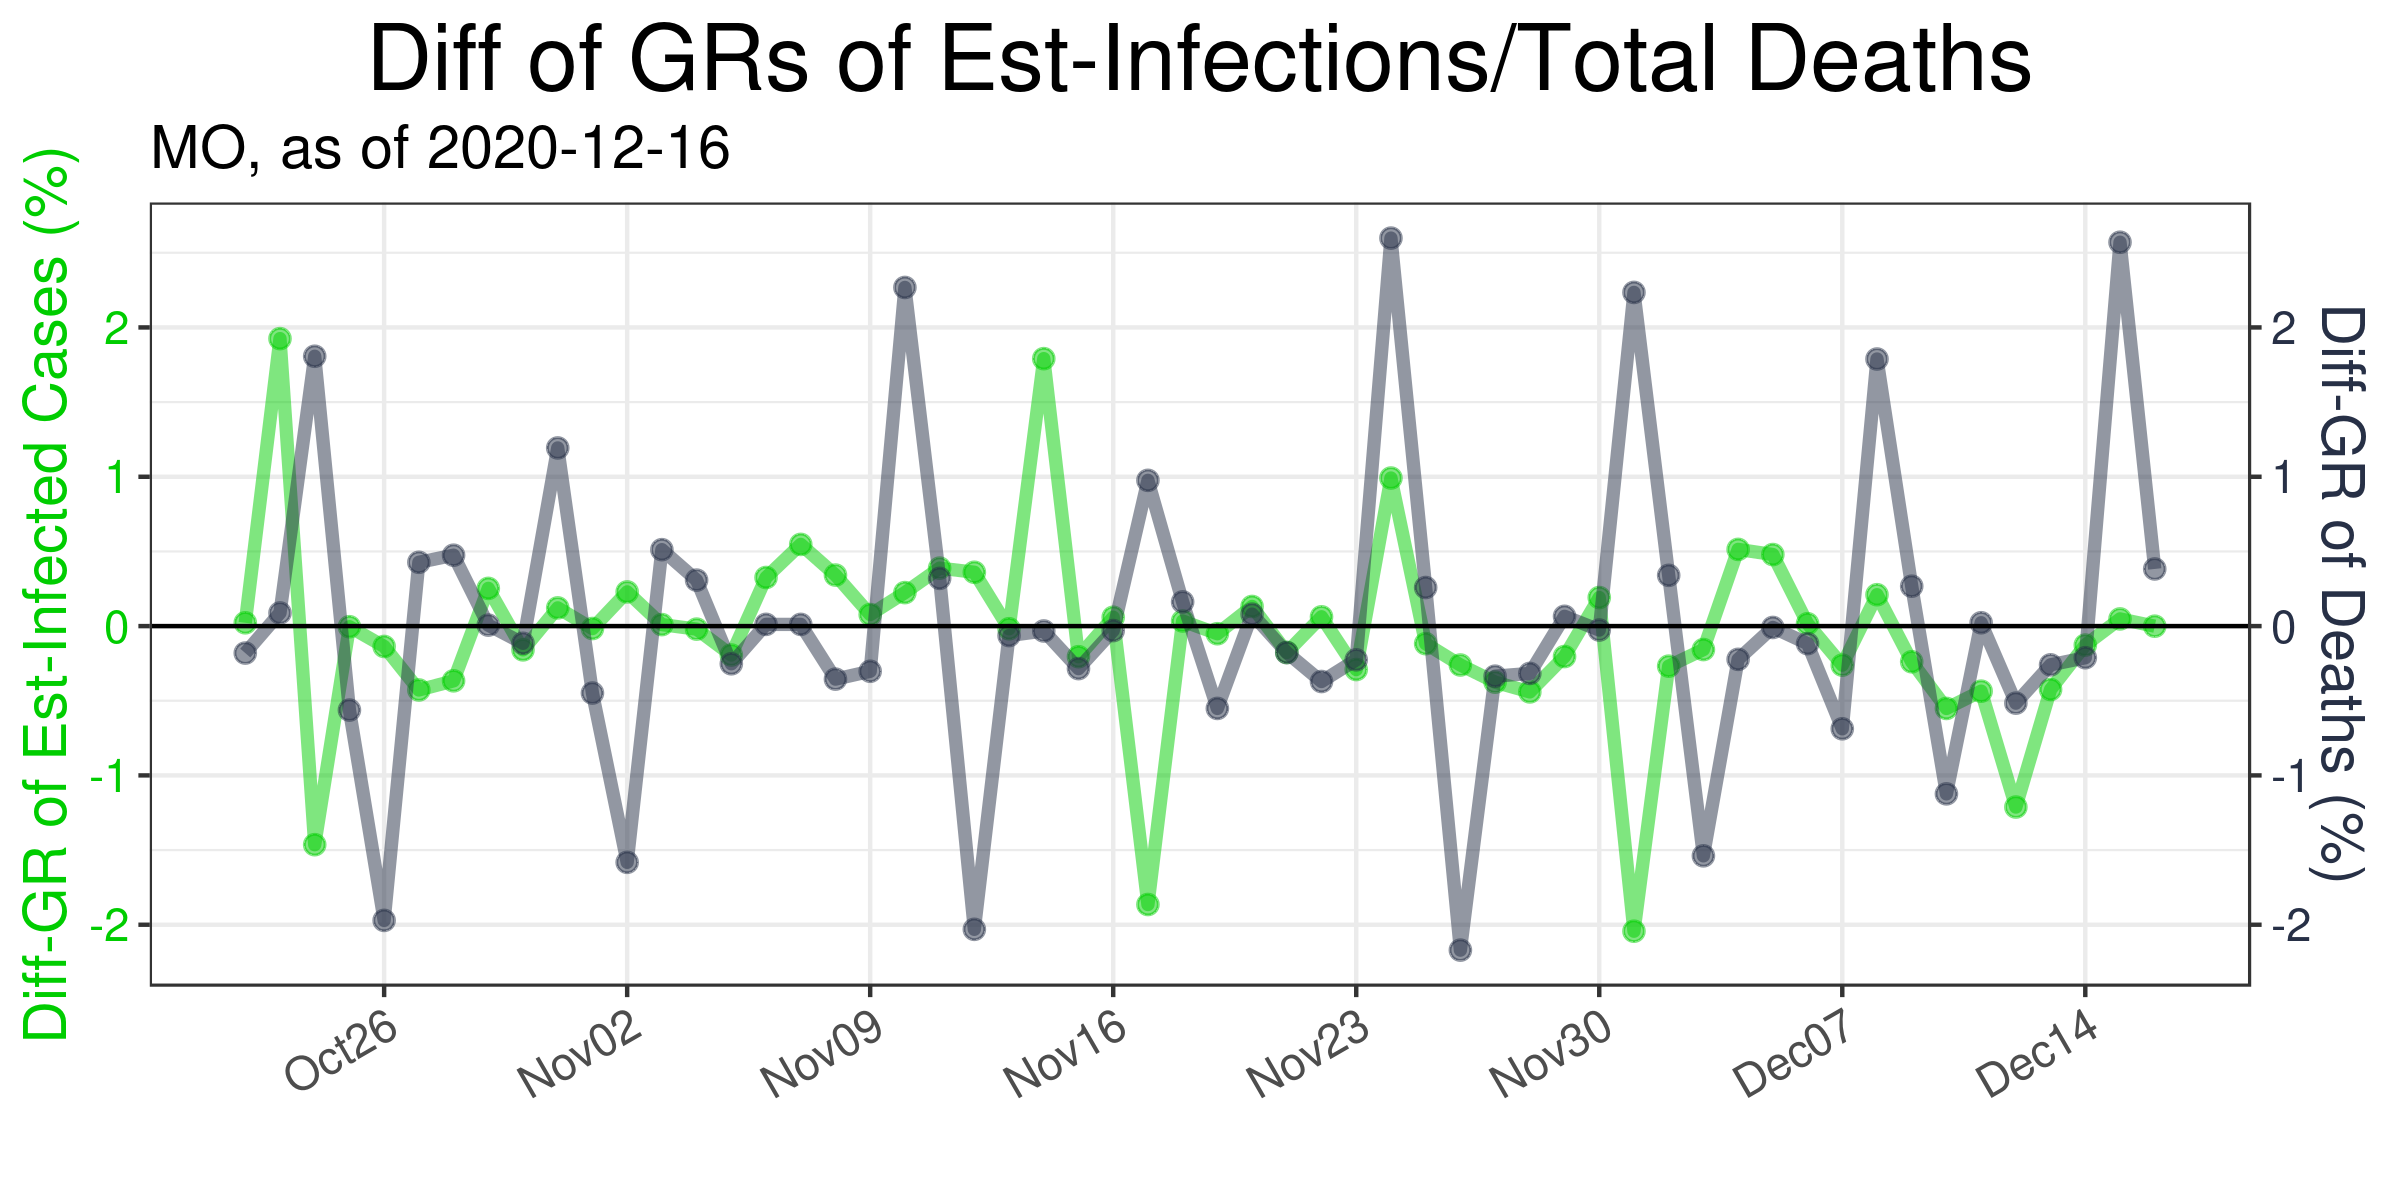 Diff of GRs of Est-Infections/Total Deaths
MO, as of 2020-12-16
Diff-GR of Est-Infected Cases (%)
2
1
0
-1
-2
2
1
0
-1
-2
Diff-GR of Deaths (%)
Oct26
Nov02
Nov09
Nov16
Nov23
Nov30
Dec07
Dec14